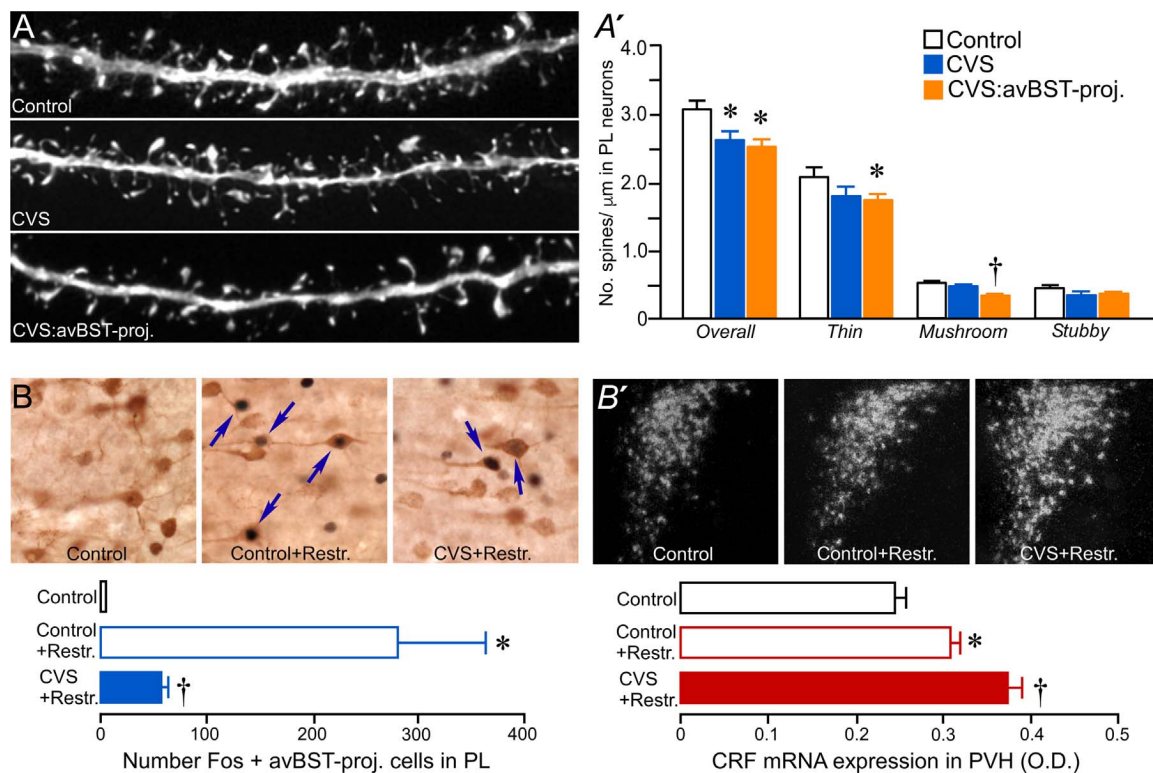 A
Control
CVS
CVS:avBST-proj.
A′
Control
CVS
CVS:avBST-proj.
No. spines/ μm in PL neurons
4.0
3.0
2.0
1.0
0
* *
*
†
Overall Thin Mushroom Stubby
B
Control Control+Restr. CVS+Restr.
Control
Control
+Restr.
*
CVS
+Restr.
†
0 100 200 300 400
Number Fos + avBST-proj. cells in PL
B′
Control Control+Restr. CVS+Restr.
Control
Control
+Restr.
*
CVS
+Restr.
†
0 0.1 0.2 0.3 0.4 0.5
CRF mRNA expression in PVH (O.D.)